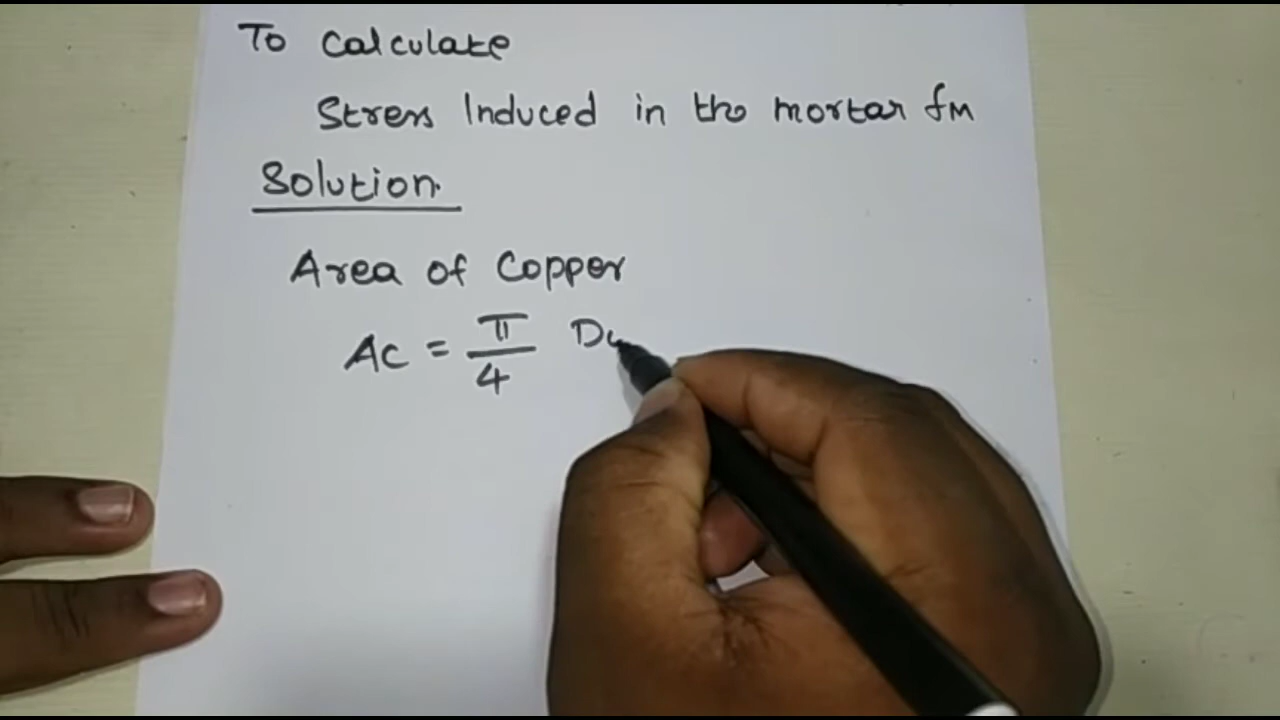 To Calculate
Stress Induced in the mortar fM
Solution
Area of Copper
AC = π/4 D